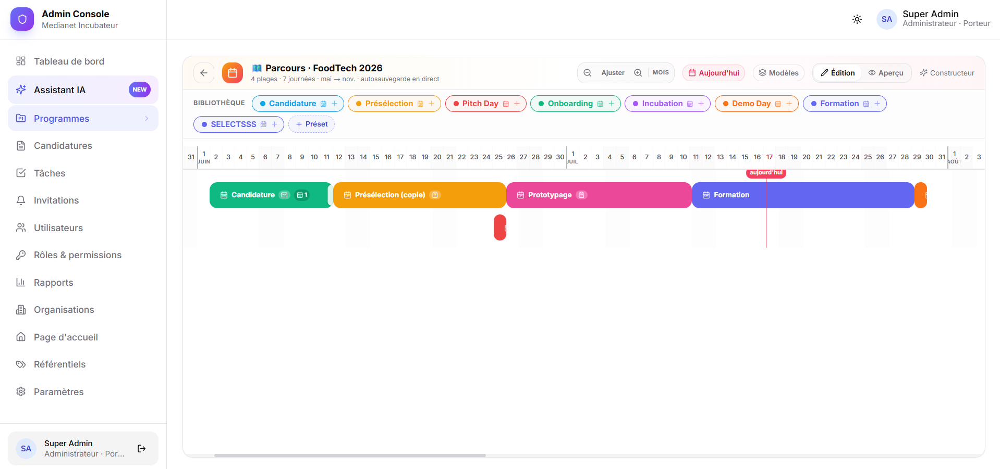 Admin Console
Medianet Incubateur
Super Admin
SA
Administrateur · Porteur
Tableau de bord
Assistant IA
NEW
Programmes
Candidatures
Tâches
Invitations
Utilisateurs
Rôles & permissions
Rapports
Organisations
Page d'accueil
Référentiels
Paramètres
SA
Super Admin
Administrateur · Por...
Parcours · FoodTech 2026
4 plages · 7 journées · mai → nov. · autosauvegarde en direct
Ajuster
MOIS
Aujourd'hui
Modèles
Édition
Aperçu
Constructeur
BIBLIOTHÈQUE
Candidature
Présélection
Pitch Day
Onboarding
Incubation
Demo Day
Formation
SELECTSSS
+ Préset
31 1 2 3 4 5 6 7 8 9 10 11 12 13 14 15 16 17 18 19 20 21 22 23 24 25 26 27 28 29 30 1 2 3 4 5 6 7 8 9 10 11 12 13 14 15 16 17 18 19 20 21 22 23 24 25 26 27 28 29 30 31 1 2 3
JUIN JUIL AOÛT
aujourd'hui
Candidature
1
Présélection (copie)
Prototypage
Formation